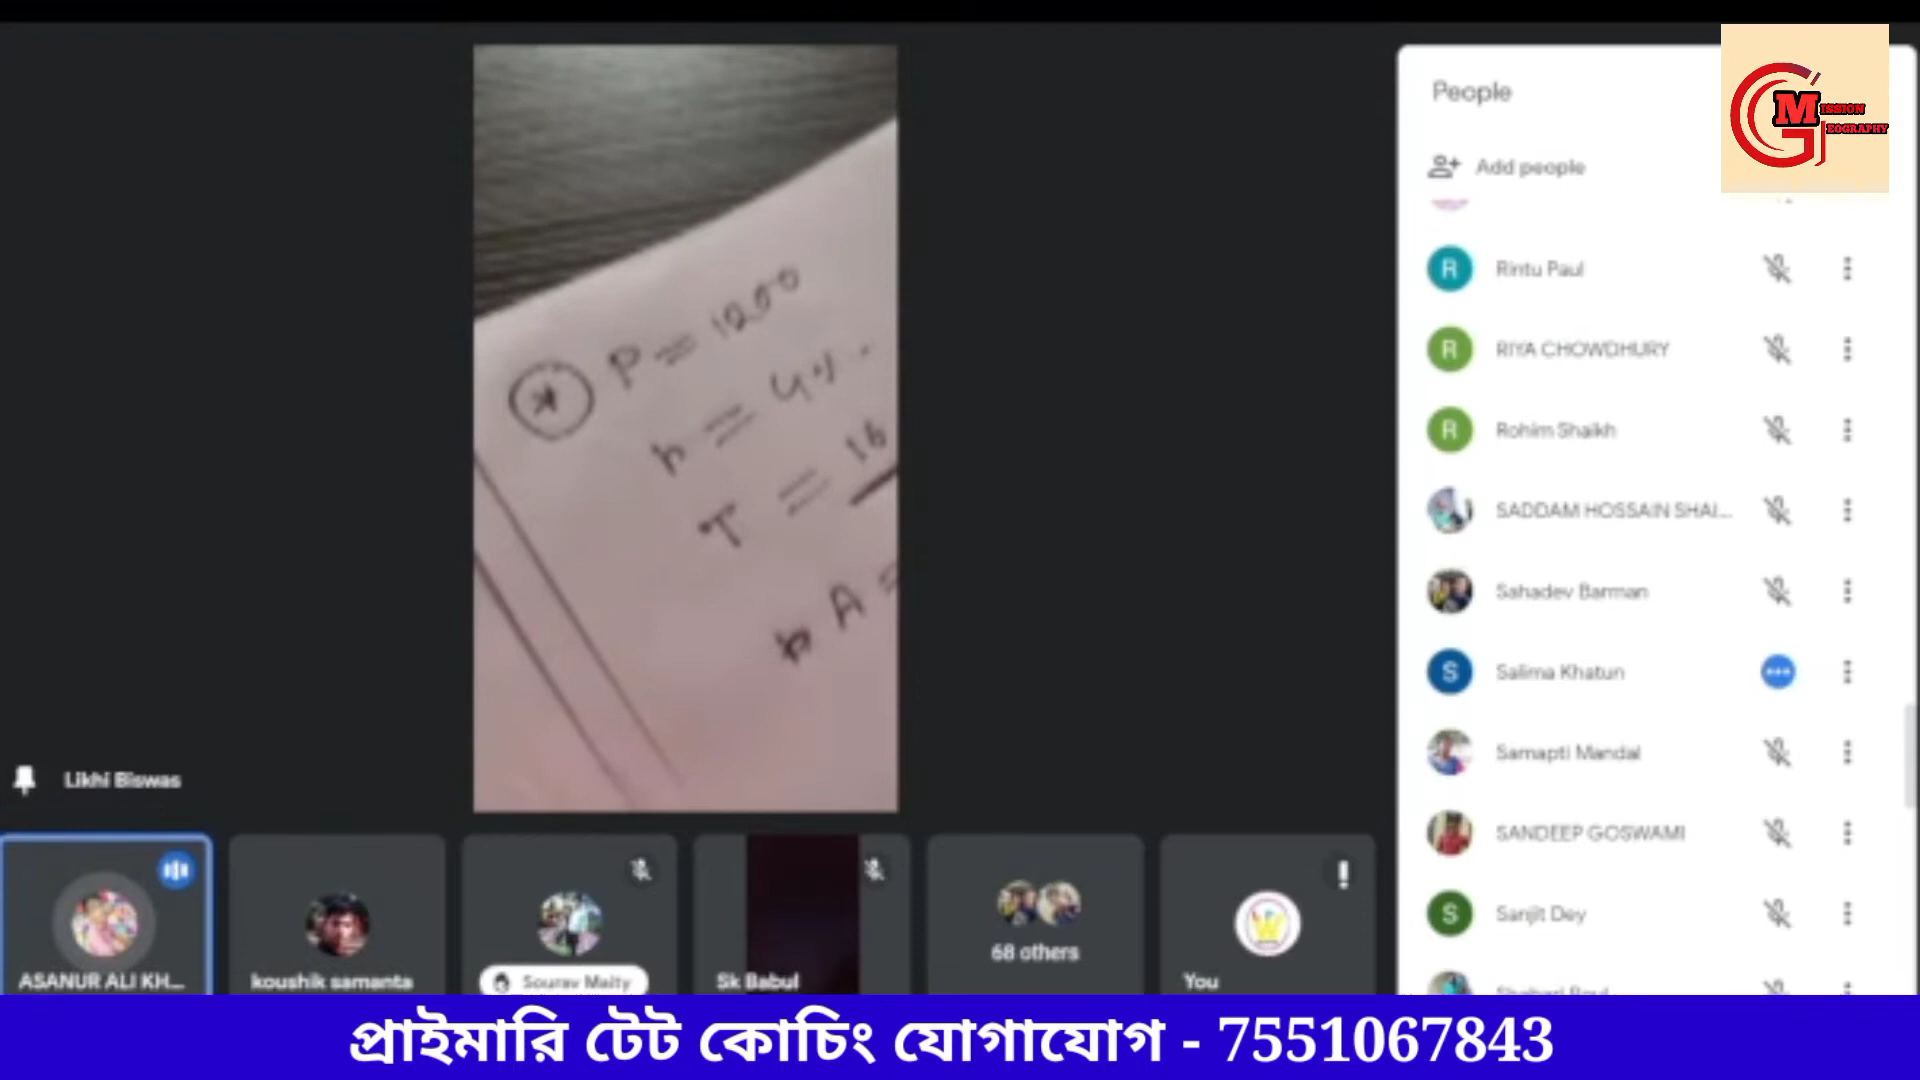 People
MISSION
GEOGRAPHY
Add people
P = 1200
r = 4%.
T = 16
A =
Rintu Paul
RIYA CHOWDHURY
Rohim Shaikh
SADDAM HOSSAIN SHAI...
Sahadev Barman
Salima Khatun
Samapti Mandal
SANDEEP GOSWAMI
Sanjit Dey
Likhi Biswas
ASANUR ALI KH...
koushik samanta
Sourav Maity
Sk Babul
68 others
You
প্রাইমারি টেট কোচিং যোগাযোগ - 7551067843